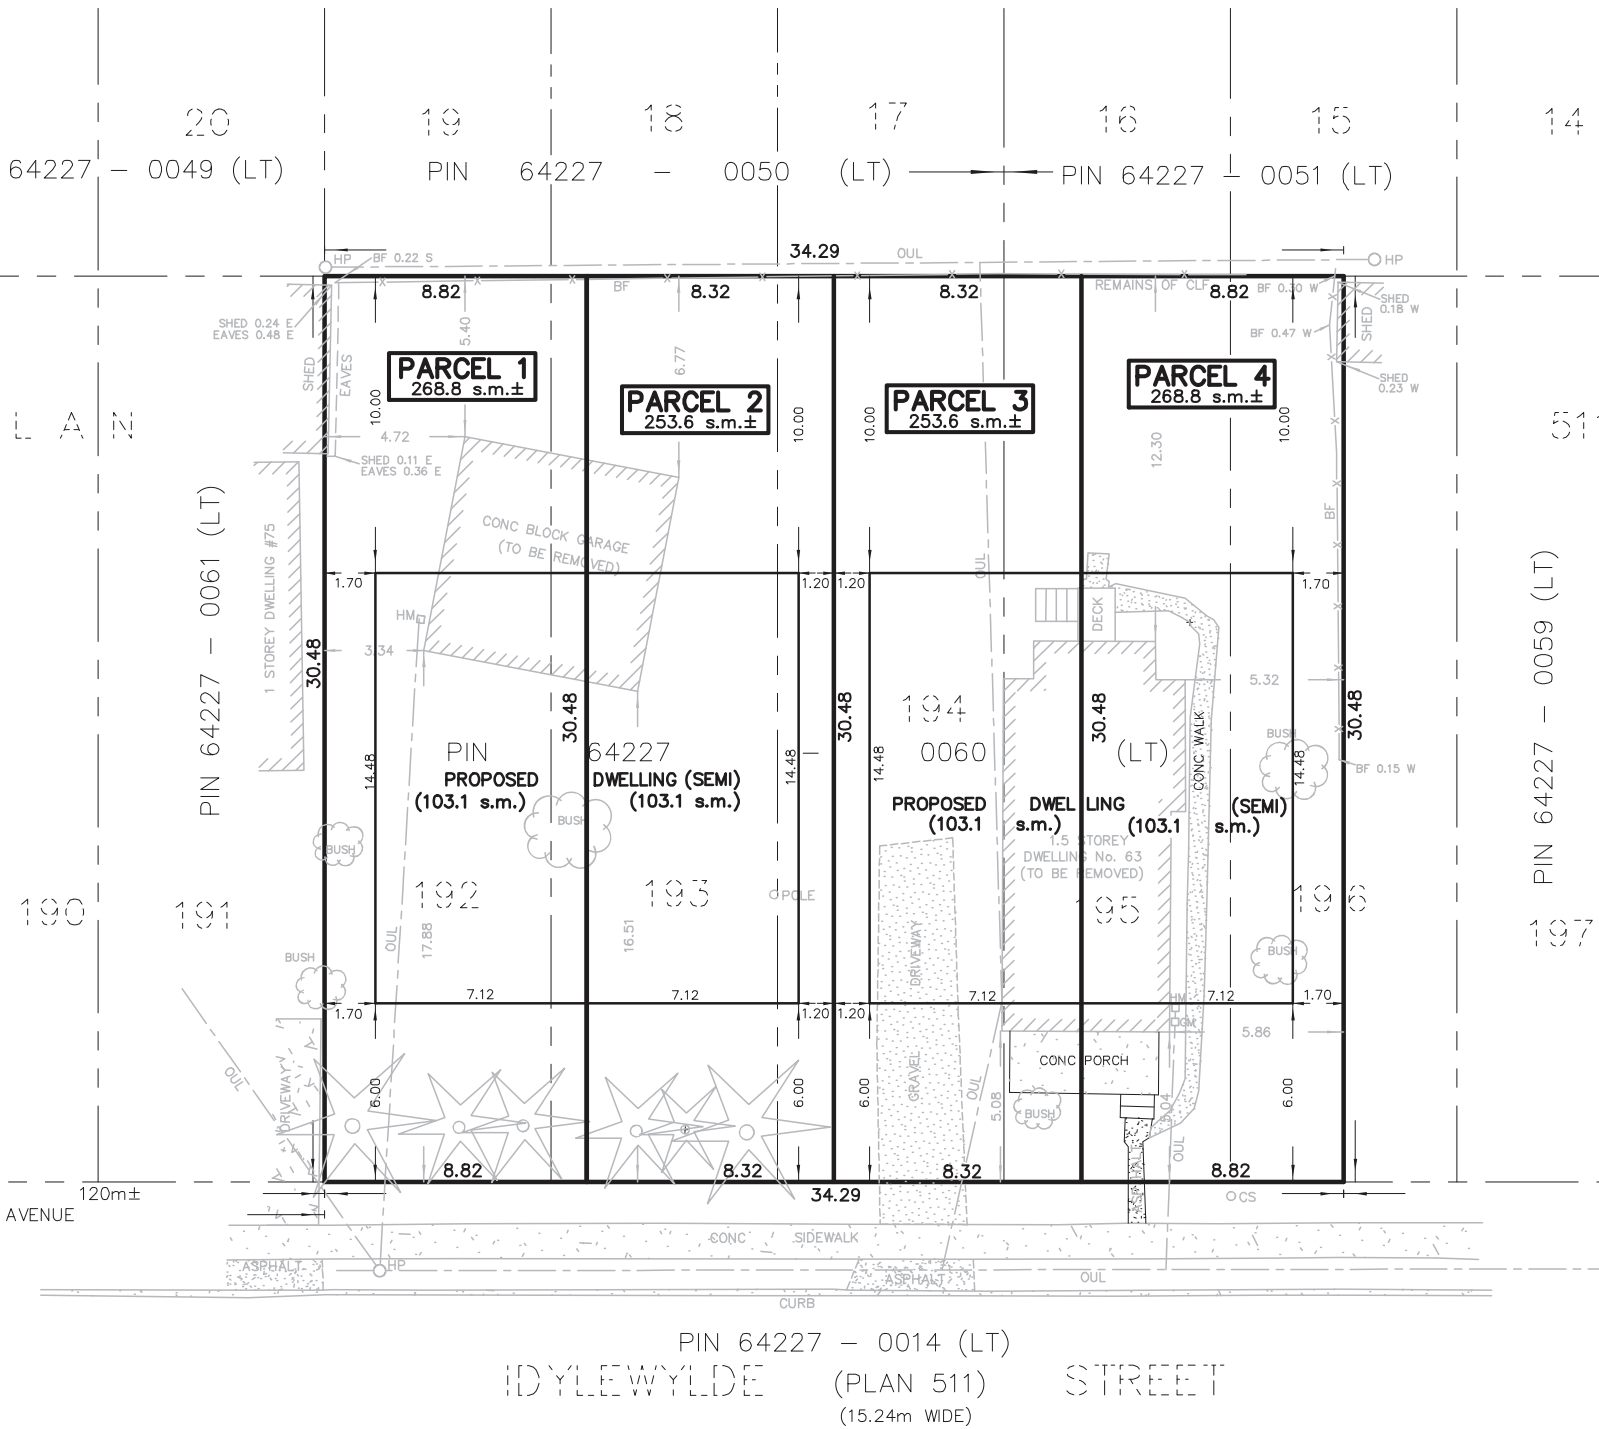 20
19
18
17
16
15
14
64227 - 0049 (LT)
PIN 64227 - 0050 (LT)
PIN 64227 - 0051 (LT)
34.29
OUL
HP
BF 0.22 S
HP
BF
8.82
8.32
8.32
8.82
REMAINS OF CLF
BF 0.30 W
SHED
0.18 W
SHED
BF 0.47 W
SHED
0.23 W
SHED 0.24 E
EAVES 0.48 E
SHED
EAVES
5.40
6.77
PARCEL 1
268.8 s.m.±
PARCEL 2
253.6 s.m.±
PARCEL 3
253.6 s.m.±
PARCEL 4
268.8 s.m.±
10.00
10.00
10.00
10.00
12.30
LAN
511
4.72
SHED 0.11 E
EAVES 0.36 E
BF
CONC BLOCK GARAGE
(TO BE REMOVED)
1 STOREY DWELLING #75
PIN 64227 - 0061 (LT)
PIN 64227 - 0059 (LT)
OUL
1.70
1.20
1.20
1.70
HM
DECK
3.34
30.48
30.48
30.48
30.48
30.48
5.32
194
CONC WALK
BUSH
PIN 64227 - 0060 (LT)
14.48
14.48
14.48
14.48
BF 0.15 W
PROPOSED DWELLING (SEMI)
(103.1 s.m.) (103.1 s.m.)
PROPOSED DWELLING (SEMI)
(103.1 s.m.) (103.1 s.m.)
BUSH
BUSH
1.5 STOREY
DWELLING No. 63
(TO BE REMOVED)
190
191
192
193
POLE
195
196
197
OUL
17.88
16.51
DRIVEWAY
BUSH
BUSH
7.12
7.12
7.12
7.12
HM
GM
1.70
1.20
1.20
1.70
5.86
CONC PORCH
OUL
DRIVEWAY
6.00
6.00
GRAVEL
6.00
OUL
5.08
BUSH
5.04
OUL
6.00
8.82
8.32
8.32
8.82
120m±
34.29
CS
AVENUE
CONC SIDEWALK
ASPHALT
HP
ASPHALT
OUL
CURB
PIN 64227 - 0014 (LT)
IDYLEWYLDE (PLAN 511) STREET
(15.24m WIDE)